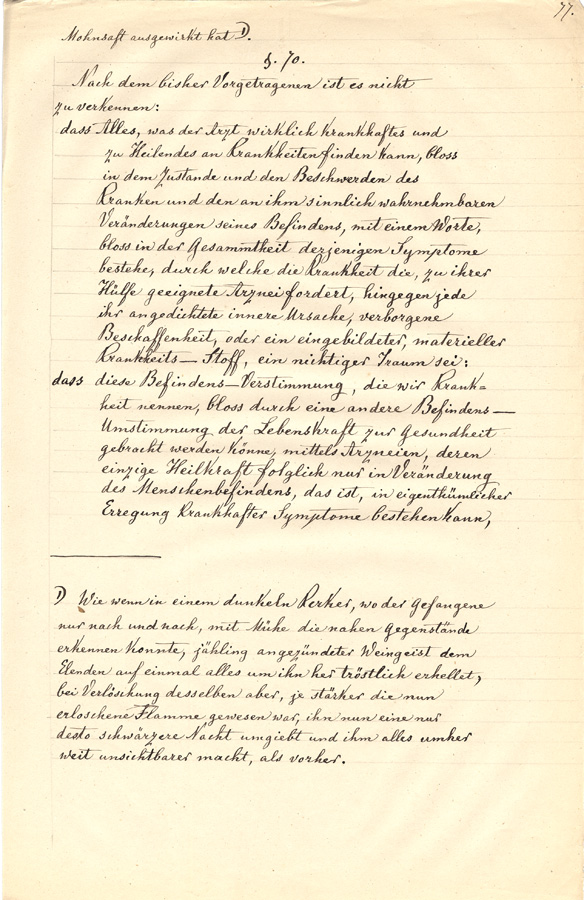 77.
Mohnsaft ausgewirkt hat 1).
§. 70.
Nach dem bisher Vorgetragenen ist es nicht
zu verkennen:
dass Alles, was der Arzt wirklich Krankhaftes und
zu Heilendes an Krankheiten finden kann, bloss
in dem Zustande und den Beschwerden des
Kranken und den an ihm sinnlich wahrnehmbaren
Veränderungen seines Befindens, mit einem Worte,
bloss in der Gesammtheit derjenigen Symptome
bestehe, durch welche die Krankheit die, zu ihrer
Hülfe geeignete Arznei fordert, hingegen jede
ihr angedichtete innere Ursache, verborgene
Beschaffenheit, oder ein eingebildeter, materieller
Krankheits-Stoff, ein nichtiger Traum sei:
dass diese Befindens-Verstimmung, die wir Krank=
heit nennen, bloss durch eine andere Befindens-
Umstimmung der Lebenskraft zur Gesundheit
gebracht werden könne, mittels Arzneien, deren
einzige Heilkraft folglich nur in Veränderung
des Menschenbefindens, das ist, in eigenthümlicher
Erregung krankhafter Symptome bestehen kann,
1) Wie wenn in einem dunkeln Kerker, wo der Gefangene
nur nach und nach, mit Mühe die nahen Gegenstände
erkennen konnte, jähling angezündeter Weingeist dem
Elenden auf einmal alles um ihn her tröstlich erhellet,
bei Verlöschung desselben aber, je stärker die nun
erloschene Flamme gewesen war, ihn nun eine nur
desto schwärzere Nacht umgiebt und ihm alles umher
weit unsichtbarer macht, als vorher.